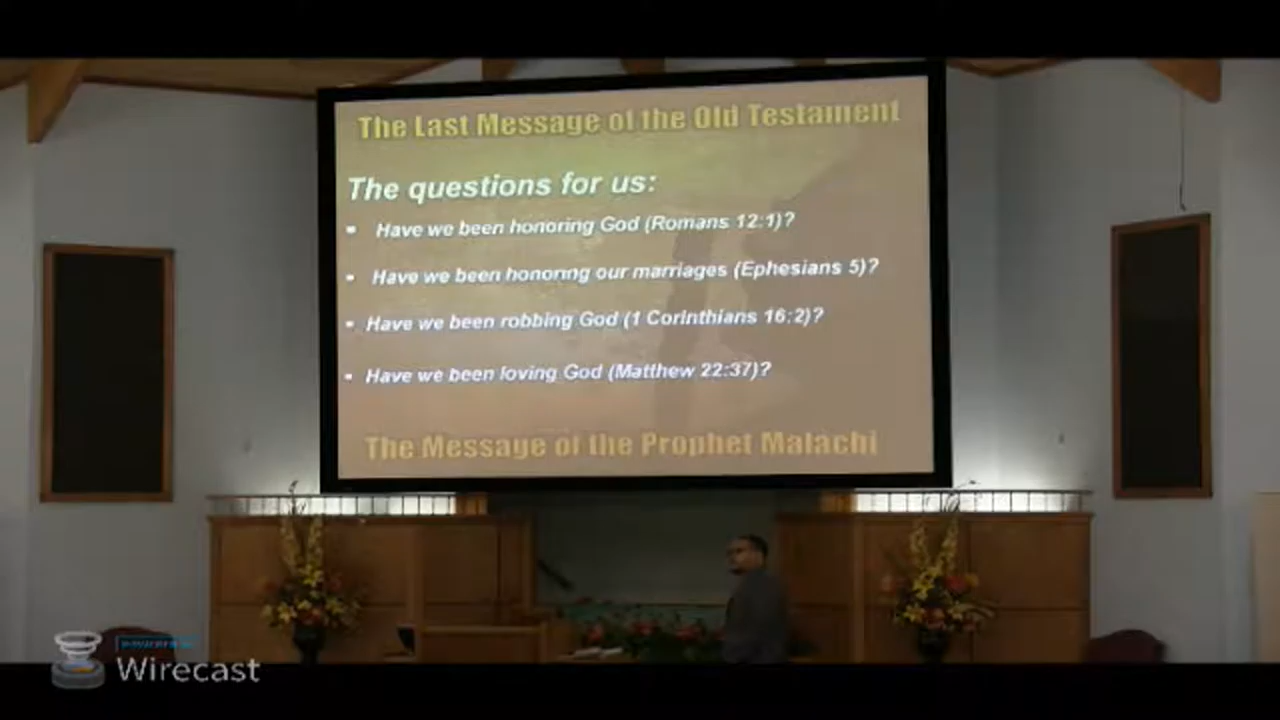 The Last Message of the Old Testament
The questions for us:
▪ Have we been honoring God (Romans 12:1)?
▪ Have we been honoring our marriages (Ephesians 5)?
▪ Have we been robbing God (1 Corinthians 16:2)?
▪ Have we been loving God (Matthew 22:37)?
The Message of the Prophet Malachi
Wirecast